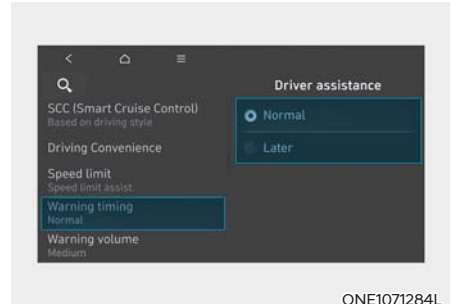 Driver assistance
SCC (Smart Cruise Control)
Based on driving style
Driving Convenience
Speed limit
Speed limit assist
Warning timing
Normal
Warning volume
Medium
Normal
Later
ONE1071284L